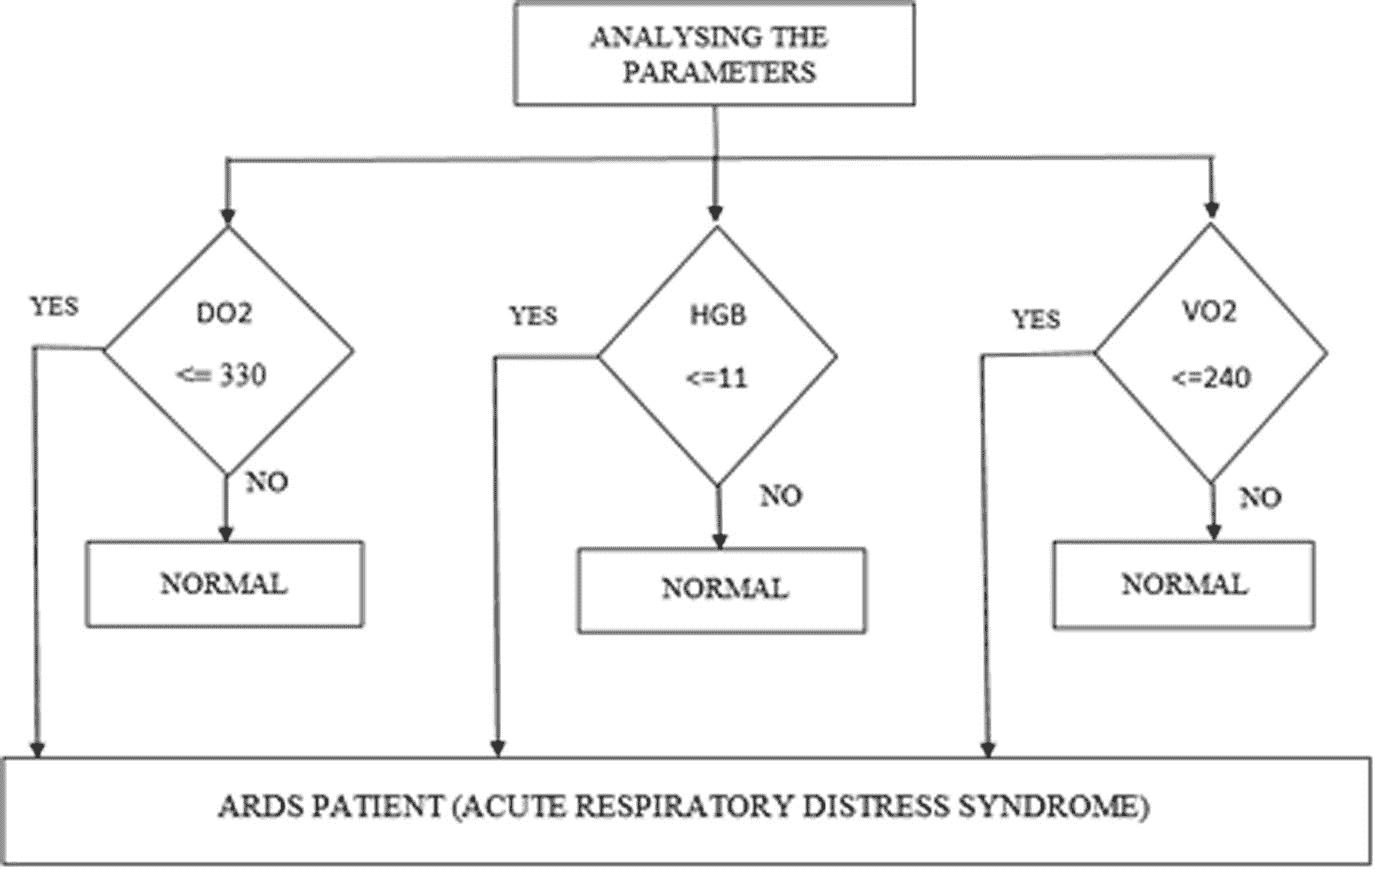 ANALYSING THE
PARAMETERS
YES
DO2
<= 330
NO
NORMAL
YES
HGB
<=11
NO
NORMAL
YES
VO2
<=240
NO
NORMAL
ARDS PATIENT (ACUTE RESPIRATORY DISTRESS SYNDROME)